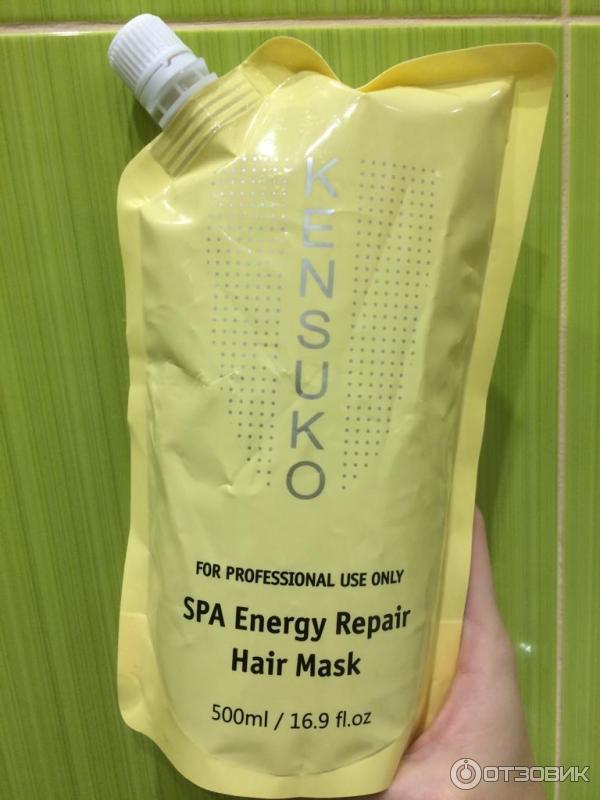 KENSUKO
FOR PROFESSIONAL USE ONLY
SPA Energy Repair
Hair Mask
500ml / 16.9 fl.oz
ОТЗОВИК